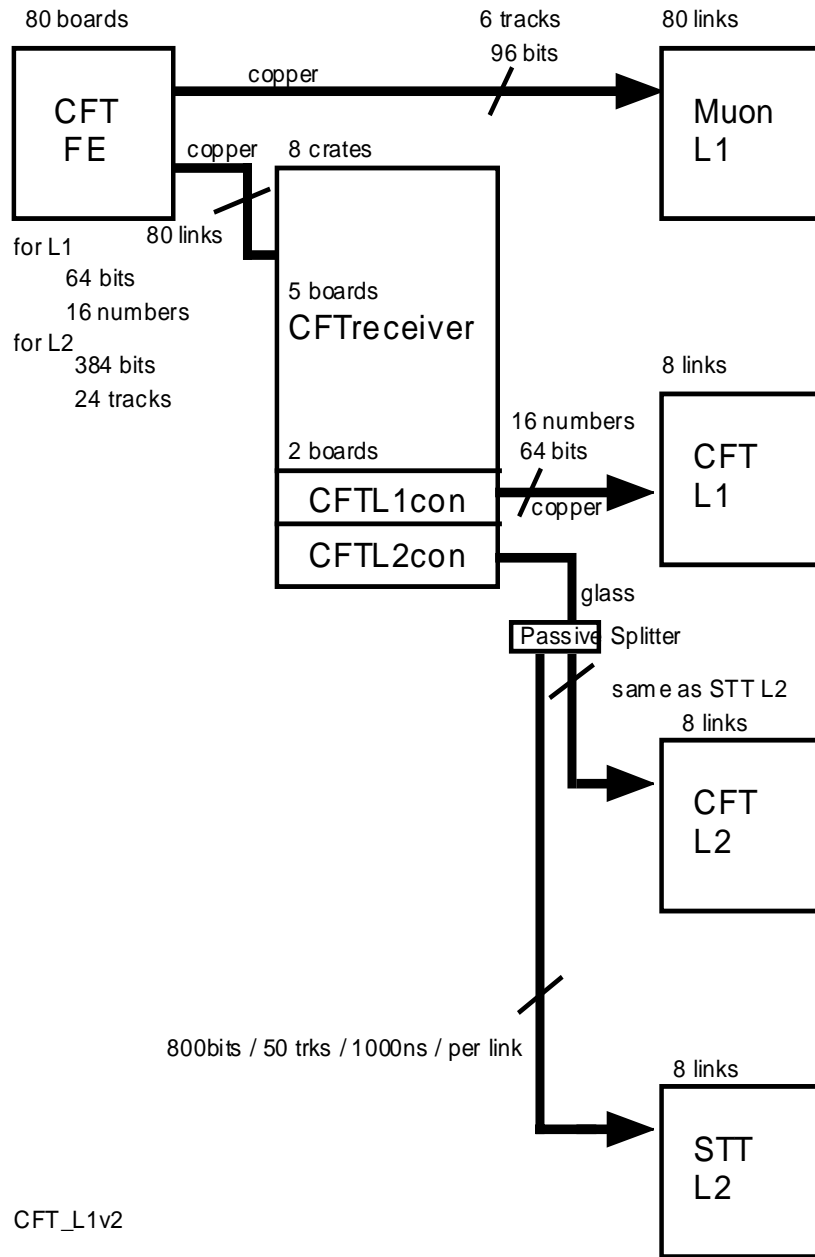 80 boards
6 tracks
80 links
96 bits
copper
CFT
FE
Muon
L1
copper
8 crates
80 links
for L1
64 bits
16 numbers
for L2
384 bits
24 tracks
5 boards
CFTreceiver
8 links
16 numbers
2 boards
64 bits
CFT
L1
CFTL1con
copper
CFTL2con
glass
Passive Splitter
same as STT L2
8 links
CFT
L2
800bits / 50 trks / 1000ns / per link
8 links
STT
L2
CFT_L1v2